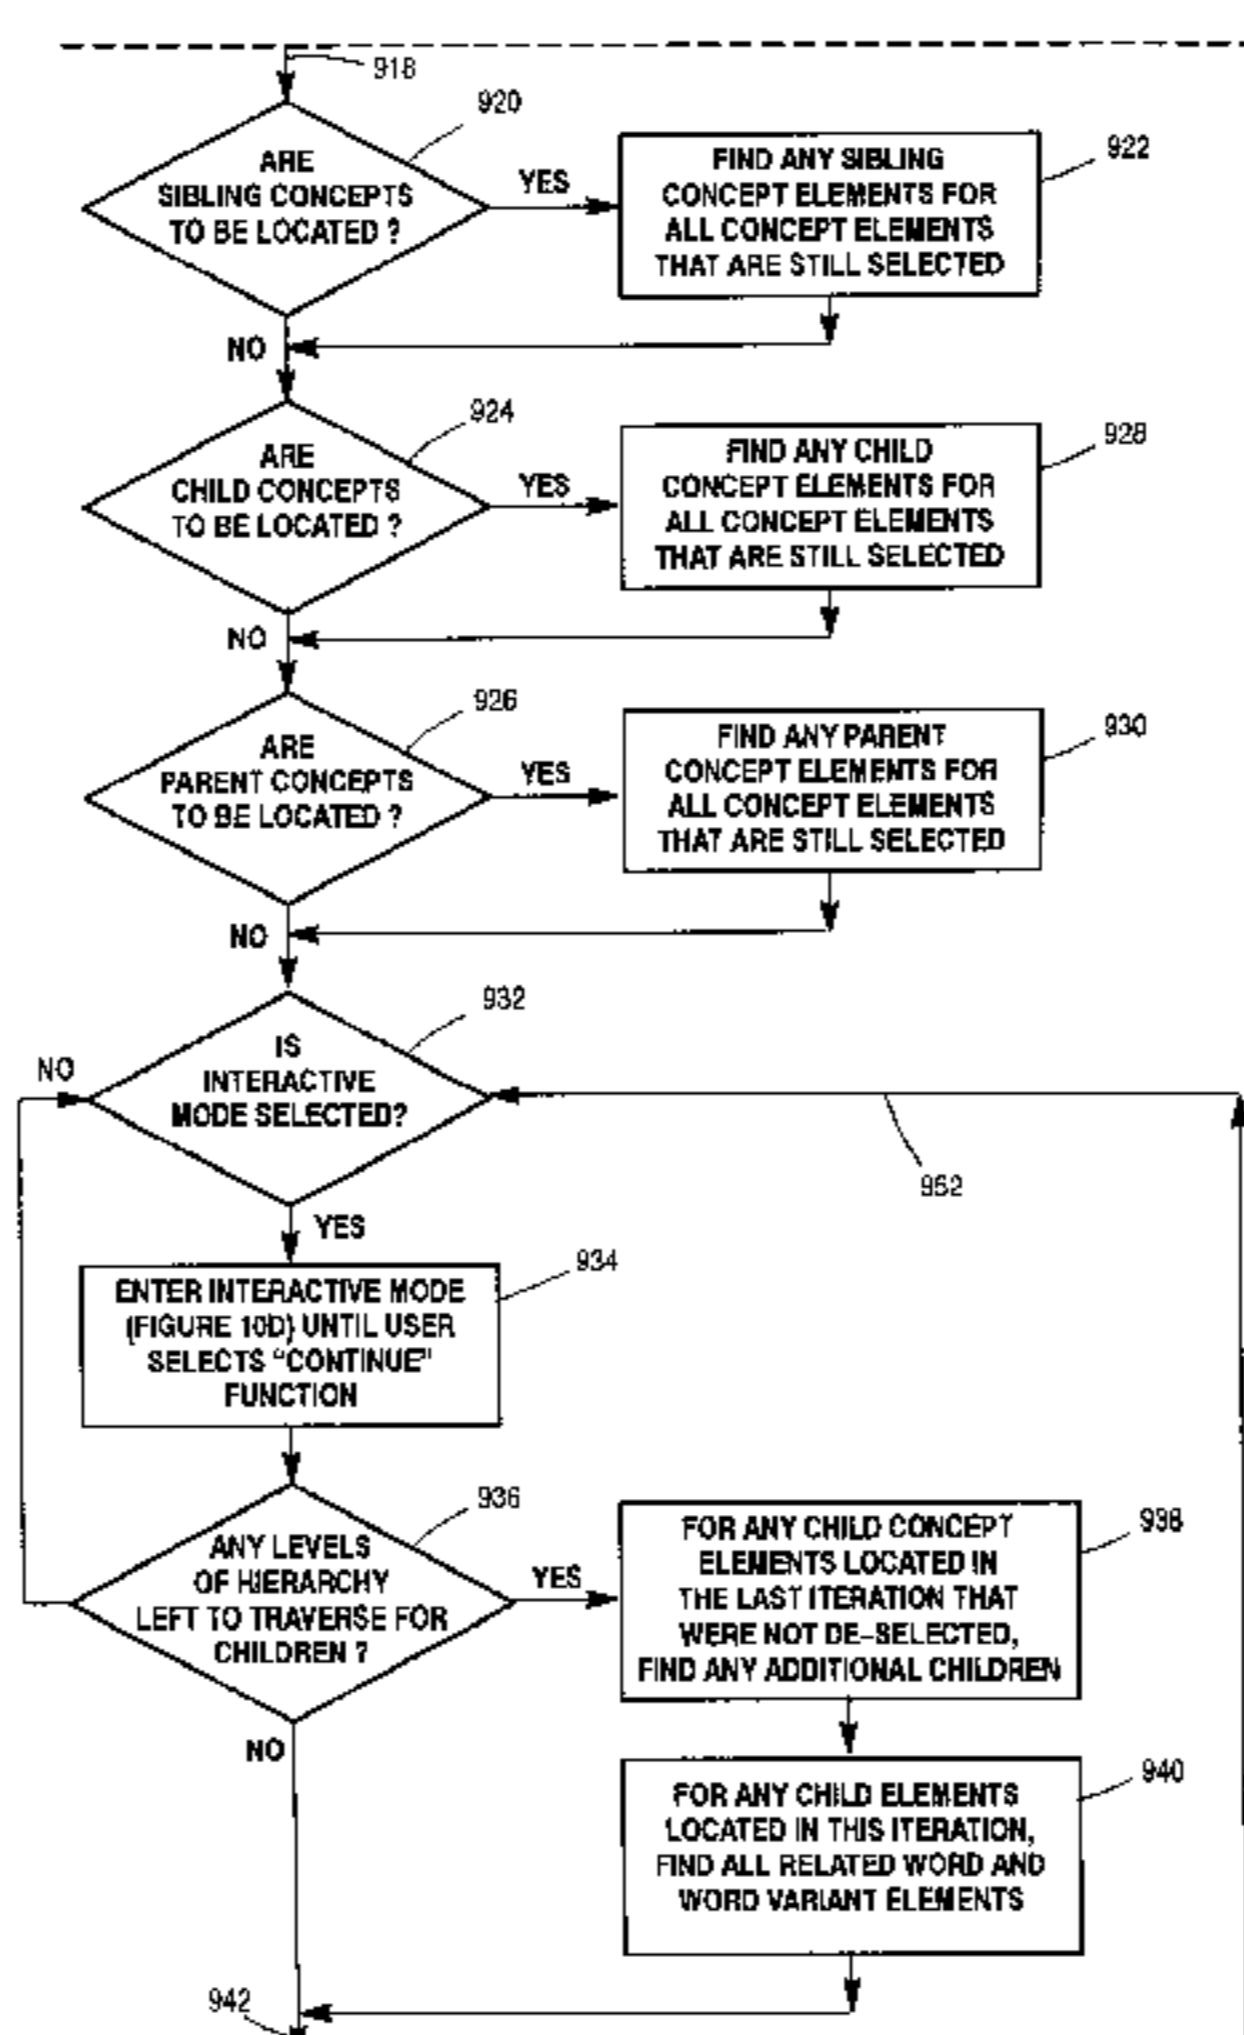 918
920
ARE
SIBLING CONCEPTS
TO BE LOCATED ?
YES
FIND ANY SIBLING
CONCEPT ELEMENTS FOR
ALL CONCEPT ELEMENTS
THAT ARE STILL SELECTED
922
NO
924
ARE
CHILD CONCEPTS
TO BE LOCATED ?
YES
FIND ANY CHILD
CONCEPT ELEMENTS FOR
ALL CONCEPT ELEMENTS
THAT ARE STILL SELECTED
928
NO
926
ARE
PARENT CONCEPTS
TO BE LOCATED ?
YES
FIND ANY PARENT
CONCEPT ELEMENTS FOR
ALL CONCEPT ELEMENTS
THAT ARE STILL SELECTED
930
NO
932
IS
INTERACTIVE
MODE SELECTED?
NO
952
YES
934
ENTER INTERACTIVE MODE
(FIGURE 10D) UNTIL USER
SELECTS "CONTINUE"
FUNCTION
936
ANY LEVELS
OF HIERARCHY
LEFT TO TRAVERSE FOR
CHILDREN ?
YES
FOR ANY CHILD CONCEPT
ELEMENTS LOCATED IN
THE LAST ITERATION THAT
WERE NOT DE-SELECTED,
FIND ANY ADDITIONAL CHILDREN
938
NO
FOR ANY CHILD ELEMENTS
LOCATED IN THIS ITERATION,
FIND ALL RELATED WORD AND
WORD VARIANT ELEMENTS
940
942